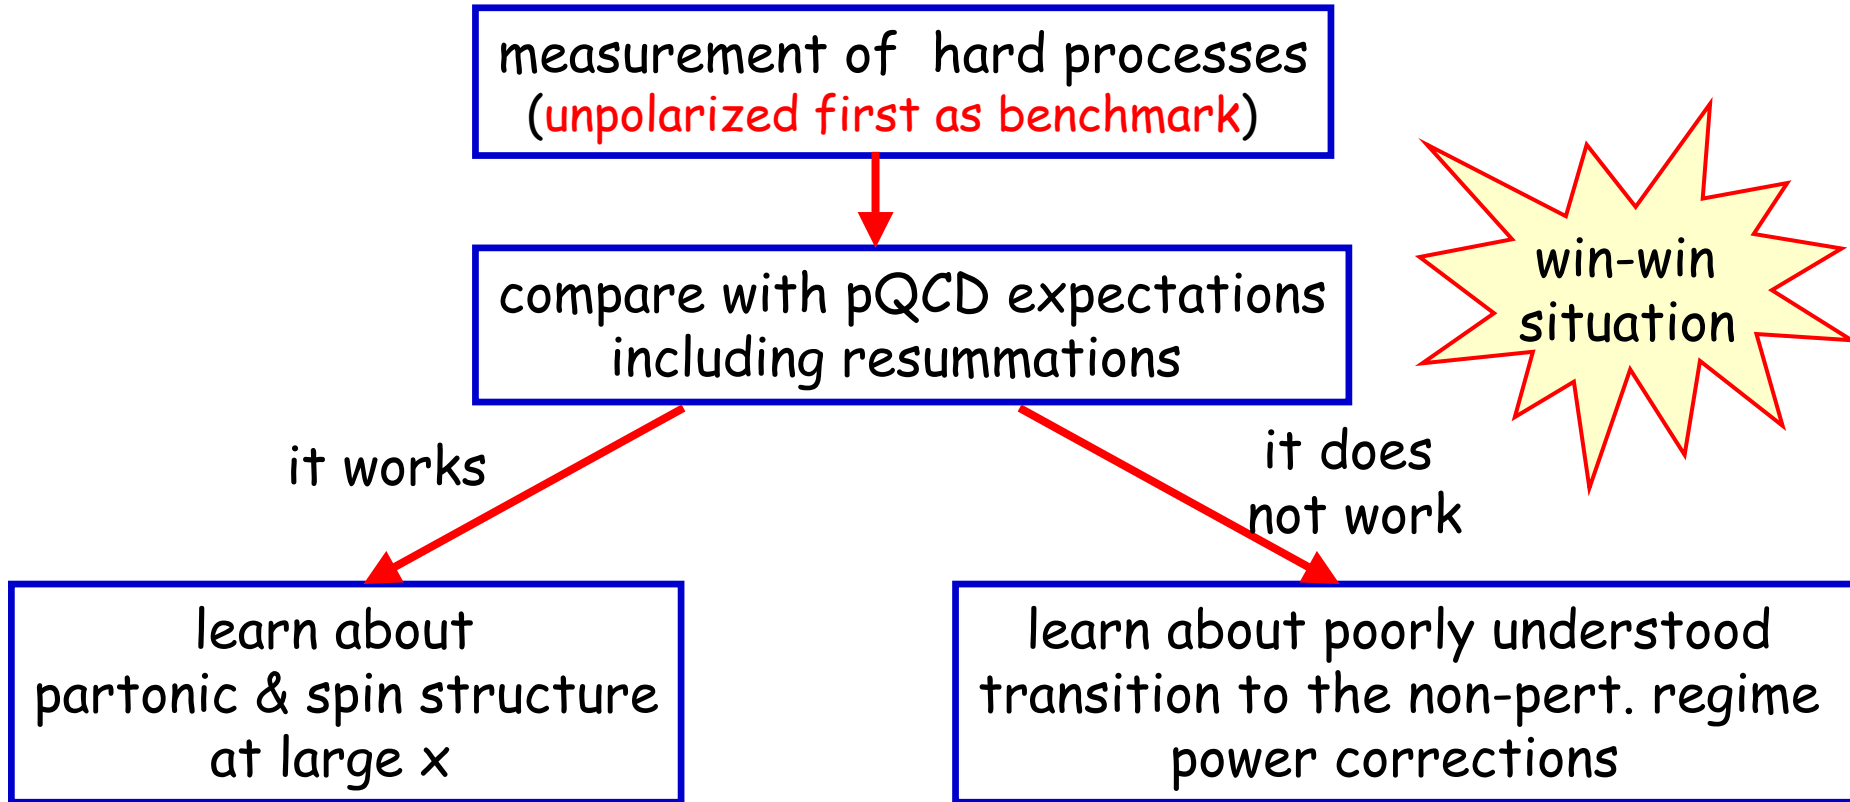 measurement of hard processes
(unpolarized first as benchmark)
win-win
situation
compare with pQCD expectations
including resummations
it works
it does
not work
learn about
partonic & spin structure
at large x
learn about poorly understood
transition to the non-pert. regime
power corrections